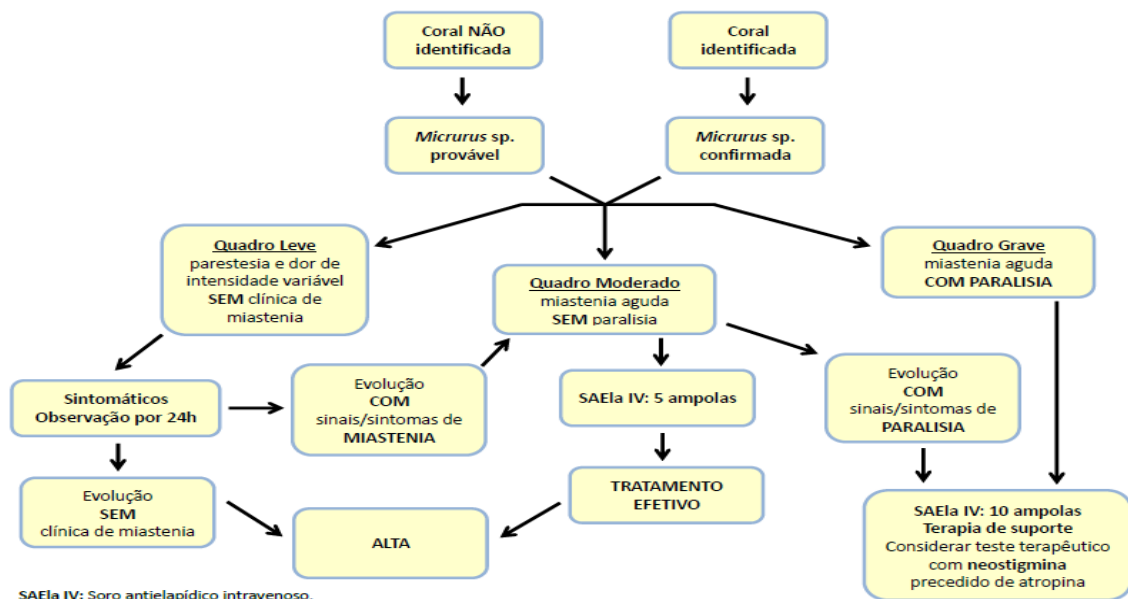 Coral NÃO
identificada
Coral
identificada
Micrurus sp.
provável
Micrurus sp.
confirmada
Quadro Leve
parestesia e dor de
intensidade variável
SEM clínica de
miastenia
Quadro Moderado
miastenia aguda
SEM paralisia
Quadro Grave
miastenia aguda
COM PARALISIA
Sintomáticos
Observação por 24h
Evolução
COM
sinais/sintomas de
MIASTENIA
SAEla IV: 5 ampolas
Evolução
COM
sinais/sintomas de
PARALISIA
Evolução
SEM
clínica de miastenia
ALTA
TRATAMENTO
EFETIVO
SAEla IV: 10 ampolas
Terapia de suporte
Considerar teste terapêutico
com neostigmina
precedido de atropina
SAEla IV: Soro antielapídico intravenoso.